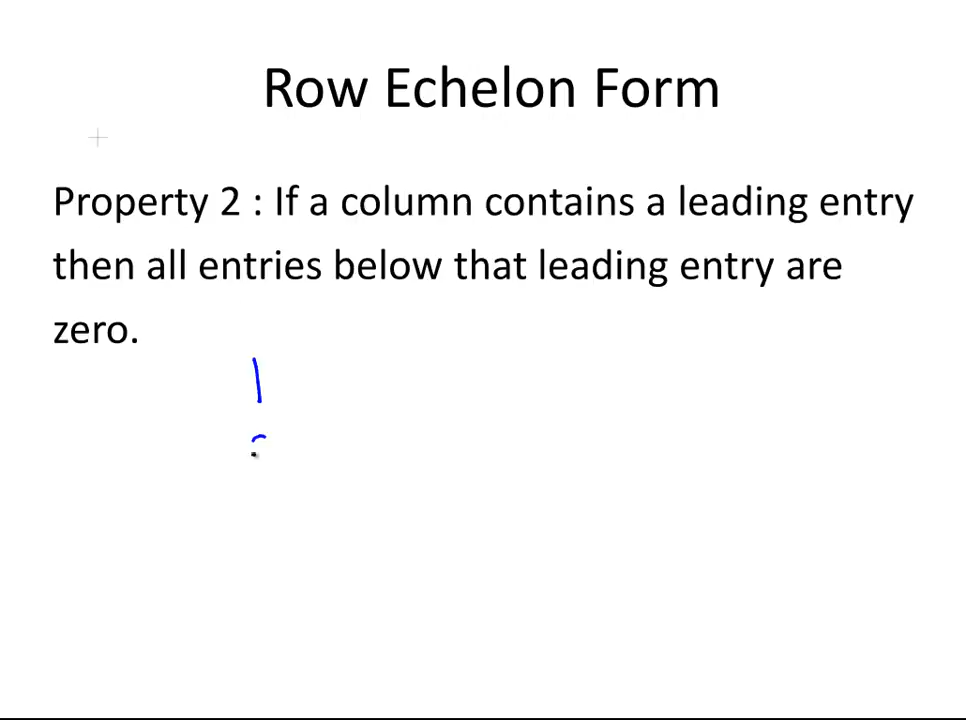 Row Echelon Form
Property 2 : If a column contains a leading entry
then all entries below that leading entry are
zero.
1